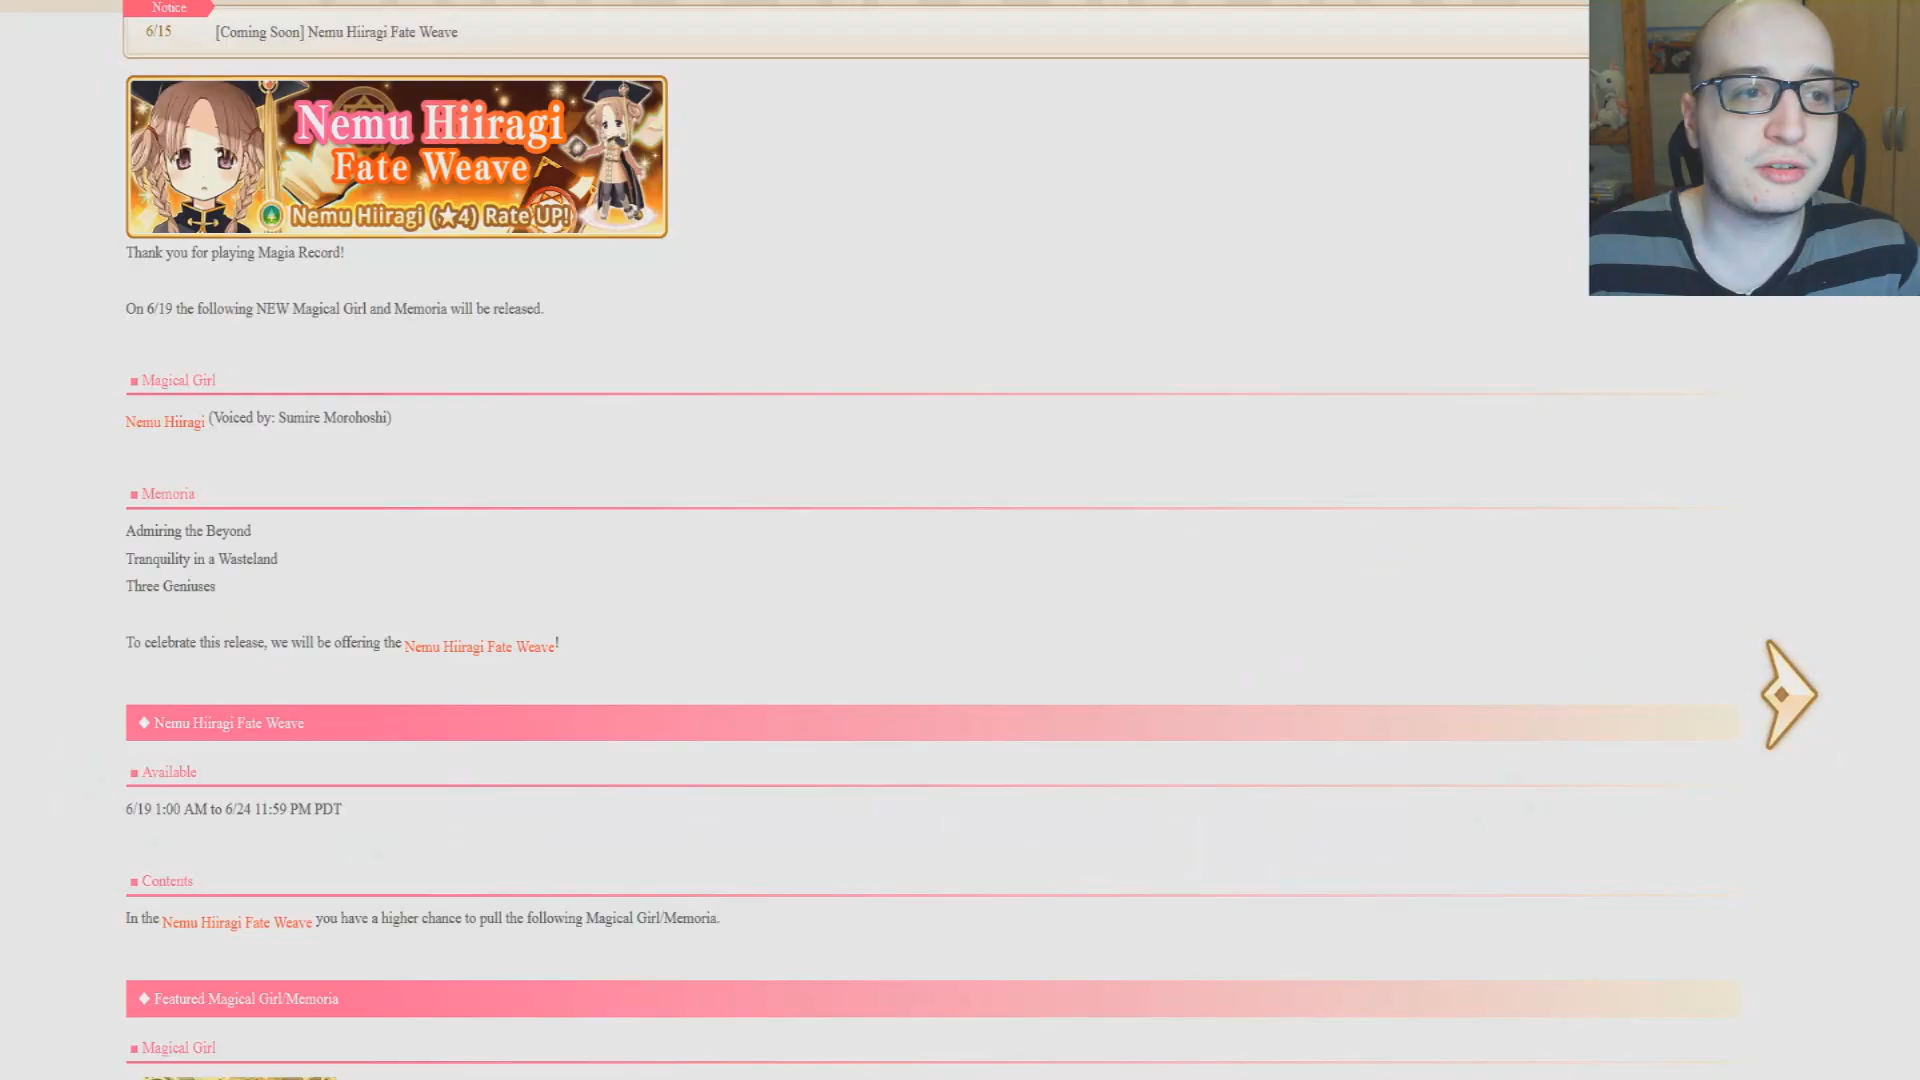 Notice
6/15 [Coming Soon] Nemu Hiiragi Fate Weave
Nemu Hiiragi
Fate Weave
Nemu Hiiragi (★4) Rate UP!
Thank you for playing Magia Record!
On 6/19 the following NEW Magical Girl and Memoria will be released.
■ Magical Girl
Nemu Hiiragi (Voiced by: Sumire Morohoshi)
■ Memoria
Admiring the Beyond
Tranquility in a Wasteland
Three Geniuses
To celebrate this release, we will be offering the Nemu Hiiragi Fate Weave!
◆ Nemu Hiiragi Fate Weave
■ Available
6/19 1:00 AM to 6/24 11:59 PM PDT
■ Contents
In the Nemu Hiiragi Fate Weave you have a higher chance to pull the following Magical Girl/Memoria.
◆ Featured Magical Girl/Memoria
■ Magical Girl